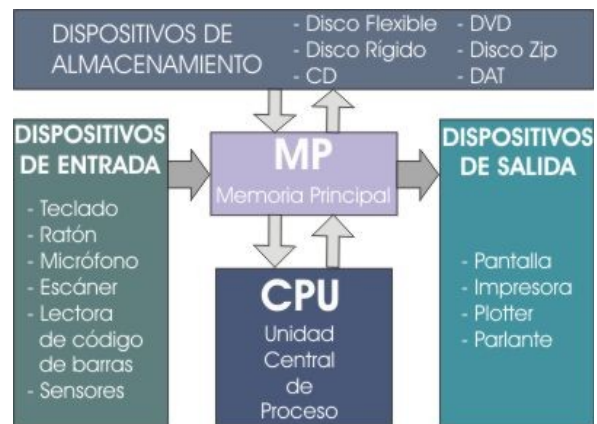 DISPOSITIVOS DE
ALMACENAMIENTO
- Disco Flexible
- Disco Rígido
- CD
- DVD
- Disco Zip
- DAT
DISPOSITIVOS
DE ENTRADA
- Teclado
- Ratón
- Micrófono
- Escáner
- Lectora
de código
de barras
- Sensores
MP
Memoria Principal
CPU
Unidad
Central
de
Proceso
DISPOSITIVOS
DE SALIDA
- Pantalla
- Impresora
- Plotter
- Parlante